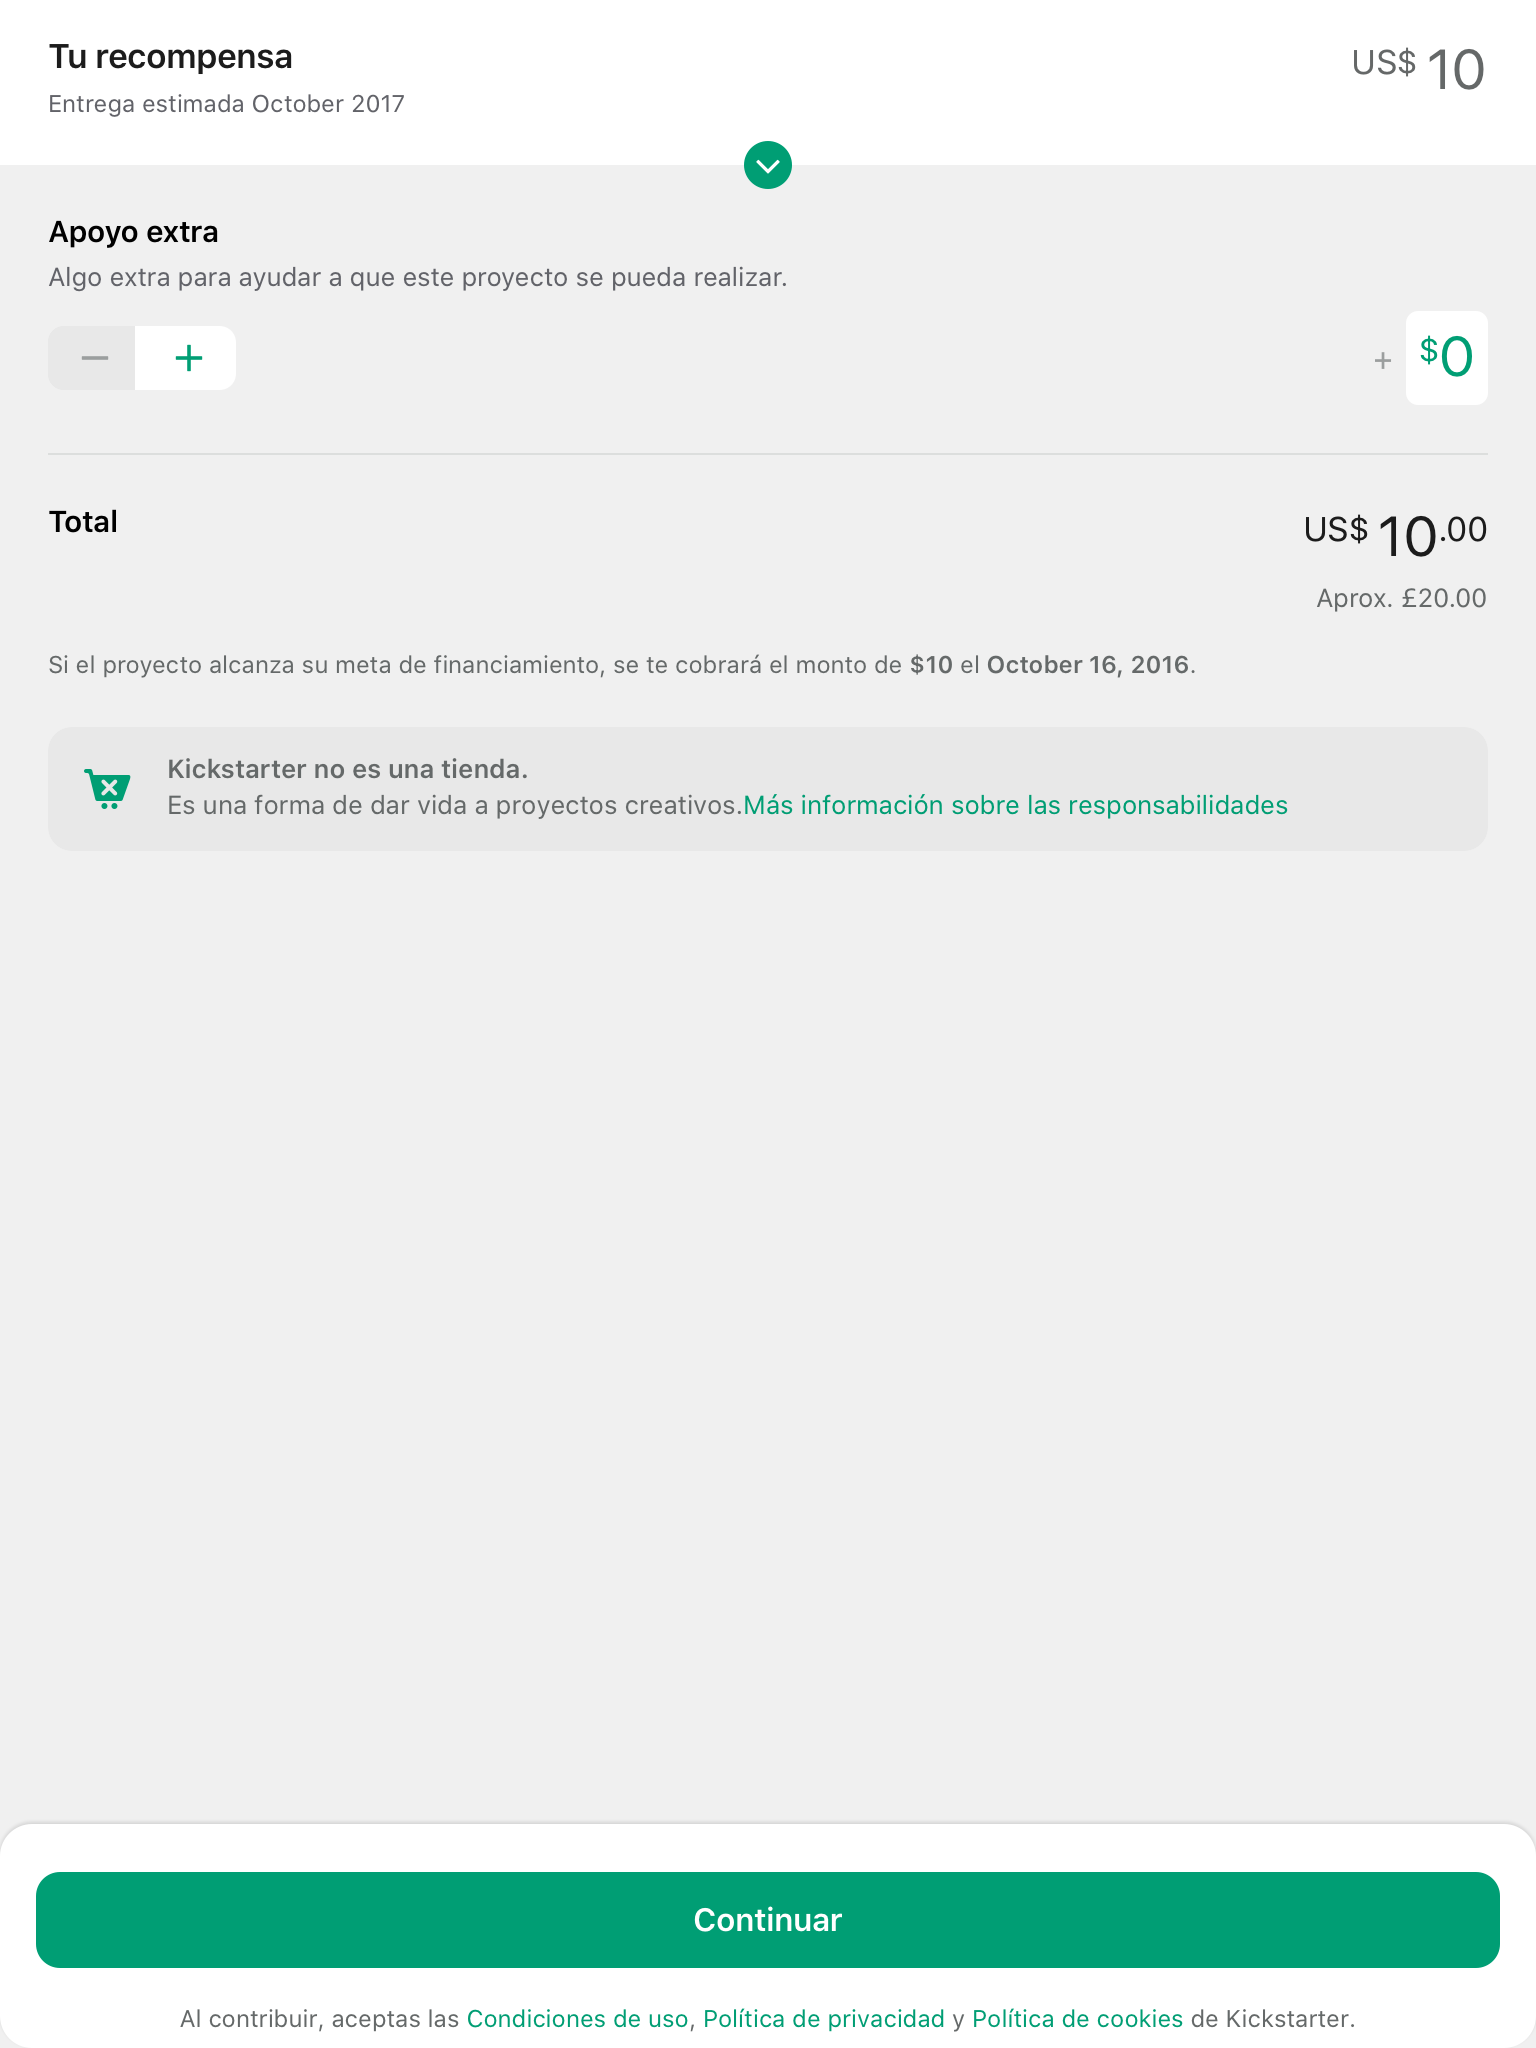 Tu recompensa
US$ 10
Entrega estimada October 2017
Apoyo extra
Algo extra para ayudar a que este proyecto se pueda realizar.
− +
+ $0
Total
US$ 10.00
Aprox. £20.00
Si el proyecto alcanza su meta de financiamiento, se te cobrará el monto de $10 el October 16, 2016.
Kickstarter no es una tienda.
Es una forma de dar vida a proyectos creativos.Más información sobre las responsabilidades
Continuar
Al contribuir, aceptas las Condiciones de uso, Política de privacidad y Política de cookies de Kickstarter.